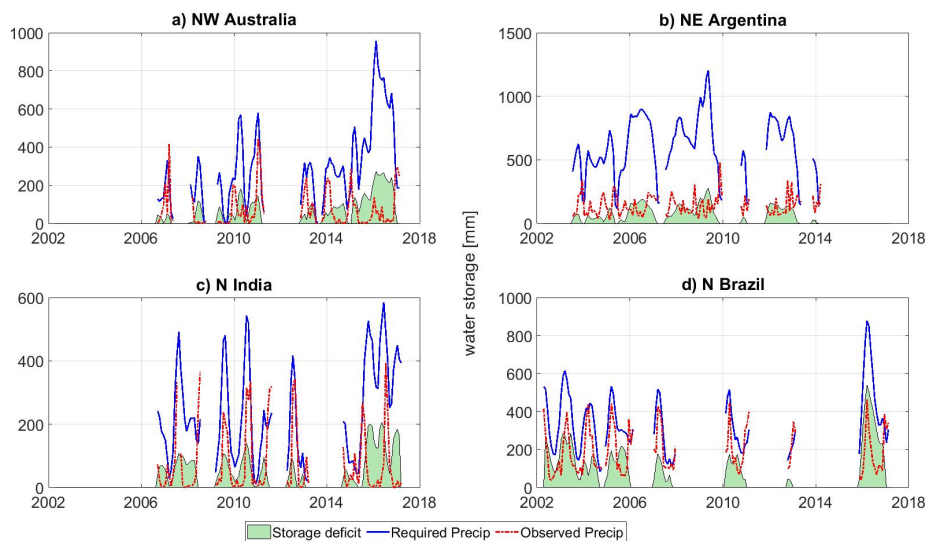 a) NW Australia
1000
800
600
400
200
0
2002 2006 2010 2014 2018
b) NE Argentina
1500
1000
500
0
2002 2006 2010 2014 2018
water storage [mm]
c) N India
600
400
200
0
2002 2006 2010 2014 2018
d) N Brazil
1000
800
600
400
200
0
2002 2006 2010 2014 2018
Storage deficit Required Precip Observed Precip